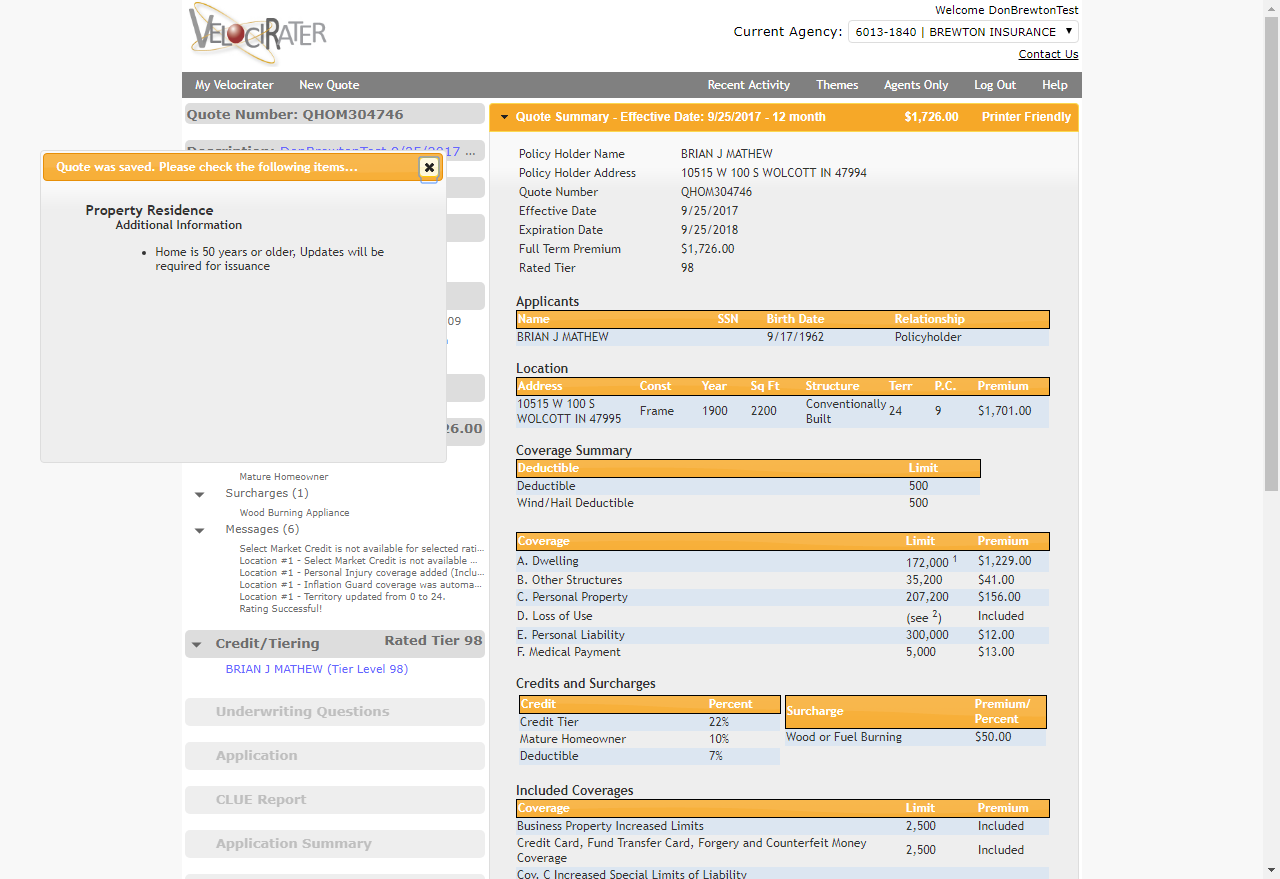 VELOCIRATER
Welcome DonBrewtonTest
Current Agency: 6013-1840 | BREWTON INSURANCE
Contact Us
My Velocirater New Quote Recent Activity Themes Agents Only Log Out Help
Quote Number: QHOM304746
Description: DonBrewtonTest 9/25/2017 ...
Quote was saved. Please check the following items...
Property Residence
Additional Information
• Home is 50 years or older, Updates will be
required for issuance
09
26.00
Mature Homeowner
Surcharges (1)
Wood Burning Appliance
Messages (6)
Select Market Credit is not available for selected rati...
Location #1 - Select Market Credit is not available ...
Location #1 - Personal Injury coverage added (Inclu...
Location #1 - Inflation Guard coverage was automa...
Location #1 - Territory updated from 0 to 24.
Rating Successful!
Credit/Tiering Rated Tier 98
BRIAN J MATHEW (Tier Level 98)
Underwriting Questions
Application
CLUE Report
Application Summary
Quote Summary - Effective Date: 9/25/2017 - 12 month $1,726.00 Printer Friendly
Policy Holder Name BRIAN J MATHEW
Policy Holder Address 10515 W 100 S WOLCOTT IN 47994
Quote Number QHOM304746
Effective Date 9/25/2017
Expiration Date 9/25/2018
Full Term Premium $1,726.00
Rated Tier 98
Applicants
Name SSN Birth Date Relationship
BRIAN J MATHEW 9/17/1962 Policyholder
Location
Address Const Year Sq Ft Structure Terr P.C. Premium
10515 W 100 S Frame 1900 2200 Conventionally 24 9 $1,701.00
WOLCOTT IN 47995 Built
Coverage Summary
Deductible Limit
Deductible 500
Wind/Hail Deductible 500
Coverage Limit Premium
A. Dwelling 172,000 1 $1,229.00
B. Other Structures 35,200 $41.00
C. Personal Property 207,200 $156.00
D. Loss of Use (see 2) Included
E. Personal Liability 300,000 $12.00
F. Medical Payment 5,000 $13.00
Credits and Surcharges
Credit Percent
Credit Tier 22%
Mature Homeowner 10%
Deductible 7%
Surcharge Premium/
Percent
Wood or Fuel Burning $50.00
Included Coverages
Coverage Limit Premium
Business Property Increased Limits 2,500 Included
Credit Card, Fund Transfer Card, Forgery and Counterfeit Money 2,500 Included
Coverage
Cov. C Increased Special Limits of Liability